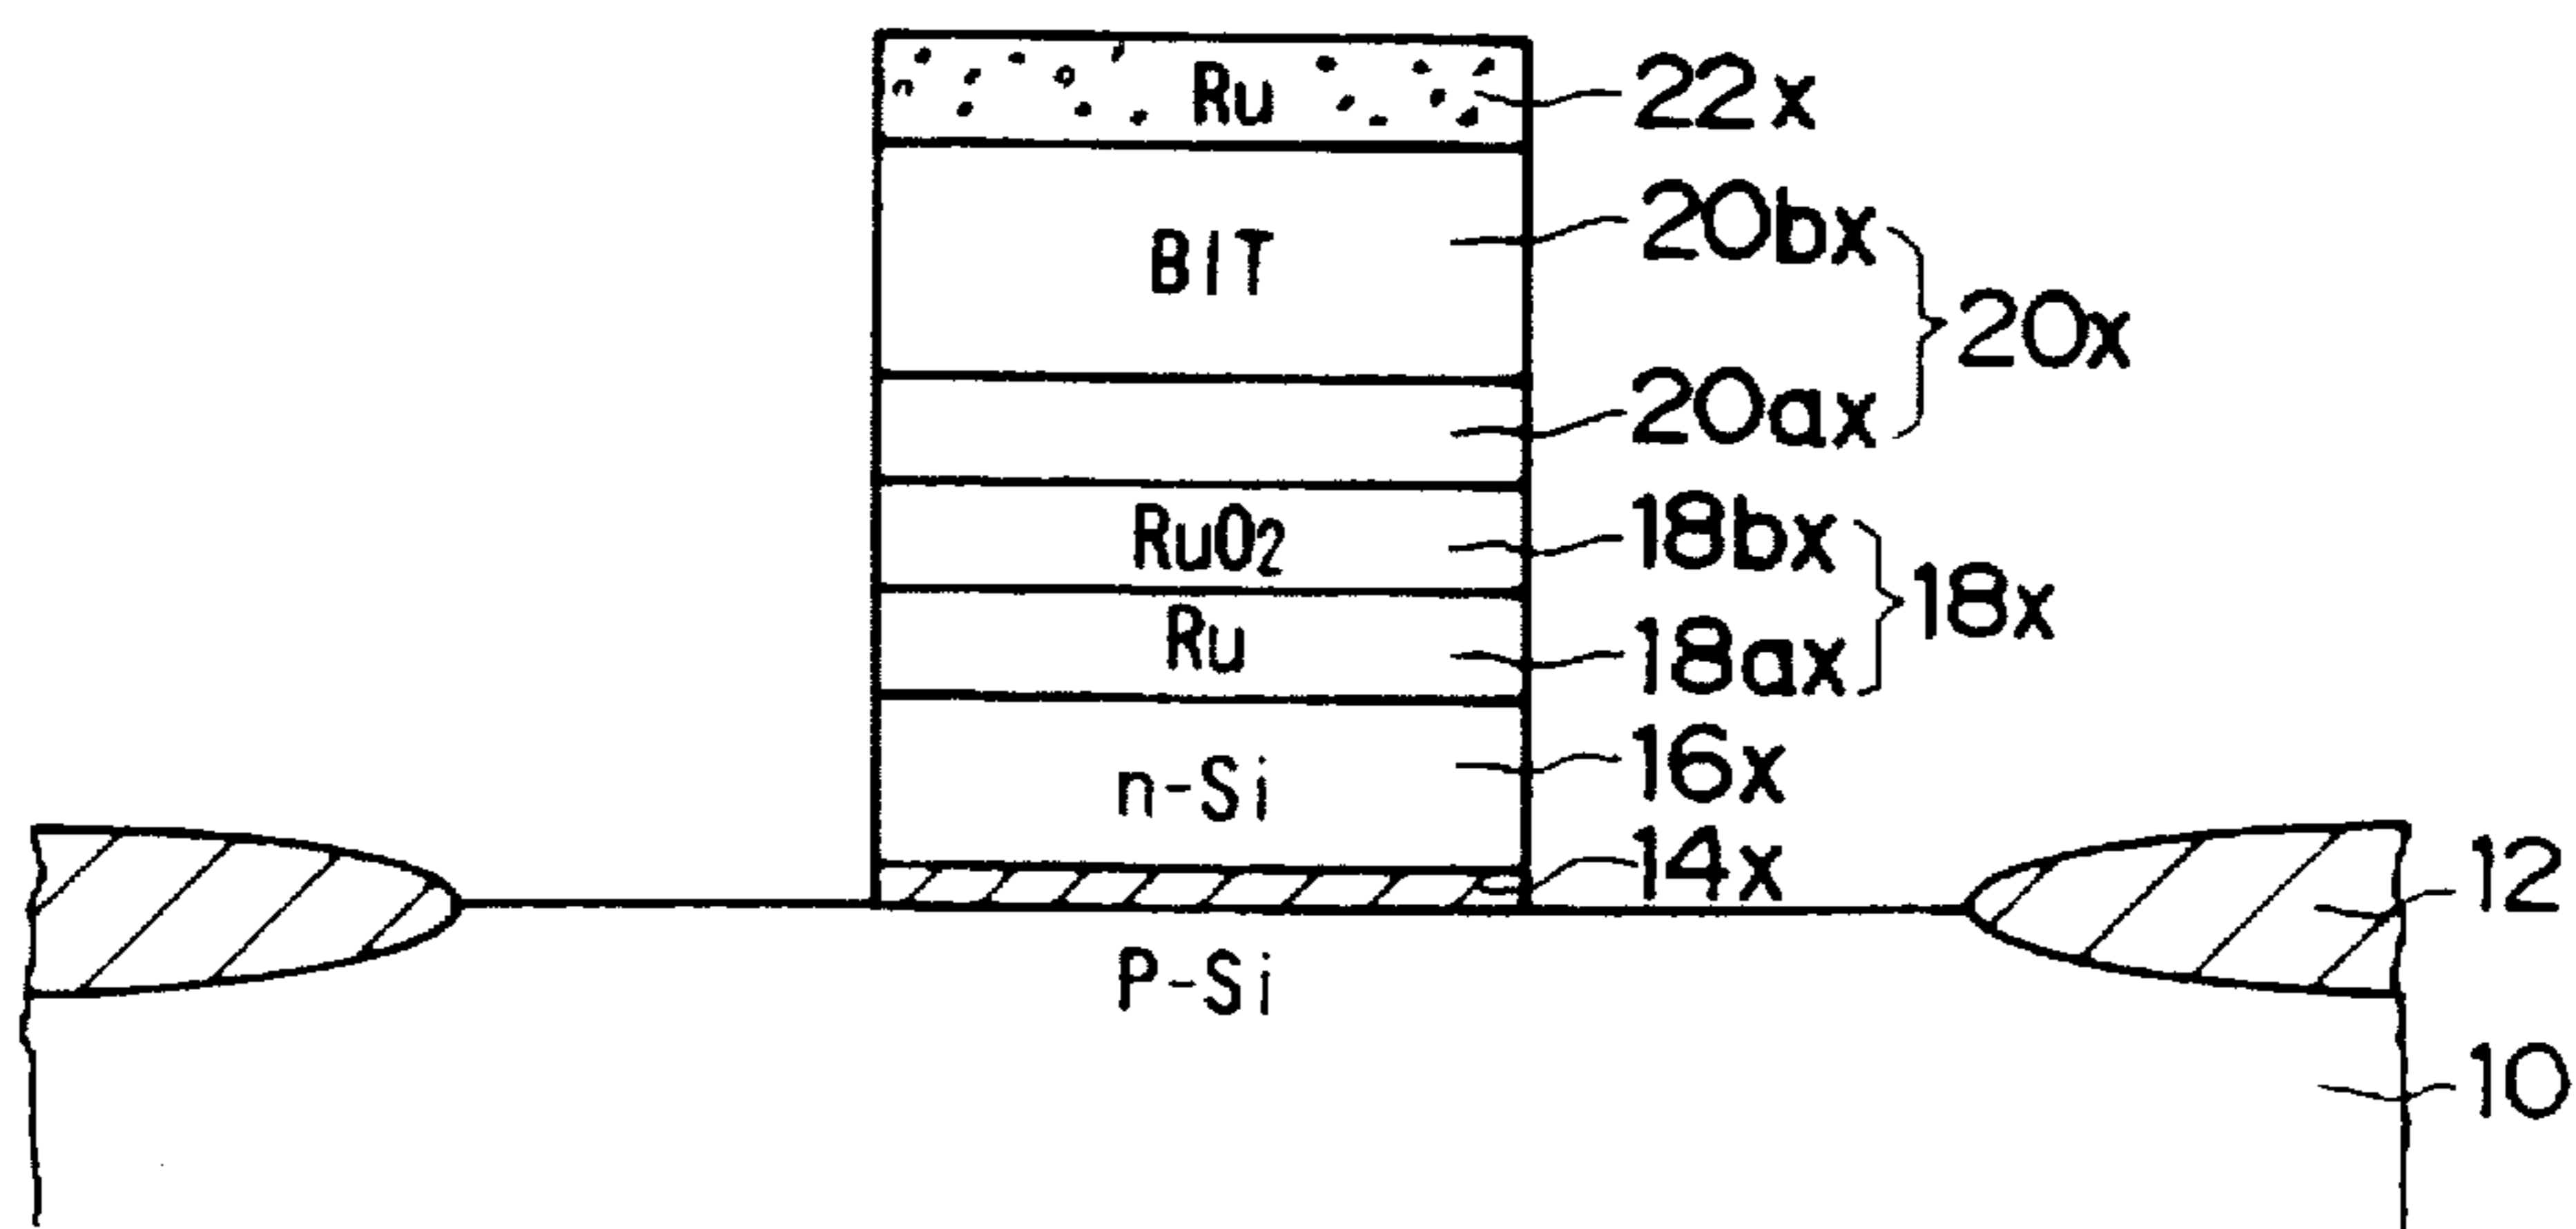 Ru 22x
BIT 20bx
20x
20ax
RuO2 18bx
18x
Ru 18ax
n-Si 16x
14x
12
P-Si
10